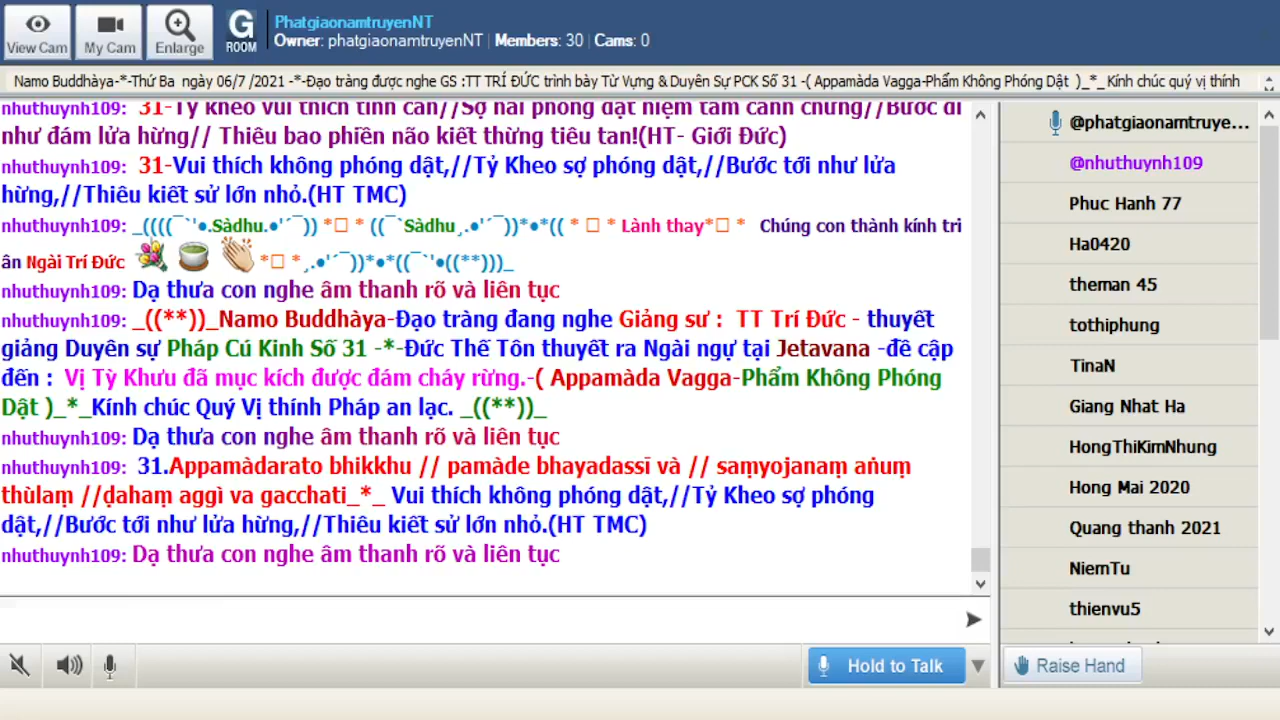 View Cam
My Cam
Enlarge
G
ROOM
PhatgiaonamtruyenNT
Owner: phatgiaonamtruyenNT | Members: 30 | Cams: 0
Namo Buddhàya-*-Thứ Ba ngày 06/7 /2021 -*-Đạo tràng được nghe GS :TT TRÍ ĐỨC trình bày Từ Vựng & Duyên Sự PCK Số 31 -( Appamàda Vagga-Phẩm Không Phóng Dật )_*_ Kính chúc quý vị thính
nhuthuynh109: 31-Tỳ kheo vui thích tinh cần//Sợ hãi phóng dật niệm tâm canh chừng//Bước đi
như đám lửa hừng// Thiêu bao phiền não kiết thừng tiêu tan!(HT- Giới Đức)
nhuthuynh109: 31-Vui thích không phóng dật,//Tỷ Kheo sợ phóng dật,//Bước tới như lửa
hừng,//Thiêu kiết sử lớn nhỏ.(HT TMC)
nhuthuynh109: _((((¯`'●.Sàdhu.●'´¯)) *□ * ((¯`Sàdhu¸.●'´¯))*●*(( * □ * Lành thay*□ * Chúng con thành kính tri
ân Ngài Trí Đức *□ *¸.●'´¯))*●*((¯`'●((**)))_
nhuthuynh109: Dạ thưa con nghe âm thanh rõ và liên tục
nhuthuynh109: _((**))_Namo Buddhàya-Đạo tràng đang nghe Giảng sư : TT Trí Đức - thuyết
giảng Duyên sự Pháp Cú Kinh Số 31 -*-Đức Thế Tôn thuyết ra Ngài ngự tại Jetavana -đề cập
đến : Vị Tỳ Khưu đã mục kích được đám cháy rừng.-( Appamàda Vagga-Phẩm Không Phóng
Dật )_*_Kính chúc Quý Vị thính Pháp an lạc. _((**))_
nhuthuynh109: Dạ thưa con nghe âm thanh rõ và liên tục
nhuthuynh109: 31.Appamàdarato bhikkhu // pamàde bhayadassī và // saṃyojanaṃ aṅuṃ
thùlaṃ //ḍahaṃ aggì va gacchati_*_ Vui thích không phóng dật,//Tỷ Kheo sợ phóng
dật,//Bước tới như lửa hừng,//Thiêu kiết sử lớn nhỏ.(HT TMC)
nhuthuynh109: Dạ thưa con nghe âm thanh rõ và liên tục
Hold to Talk
@phatgiaonamtruye...
@nhuthuynh109
Phuc Hanh 77
Ha0420
theman 45
tothiphung
TinaN
Giang Nhat Ha
HongThiKimNhung
Hong Mai 2020
Quang thanh 2021
NiemTu
thienvu5
Raise Hand